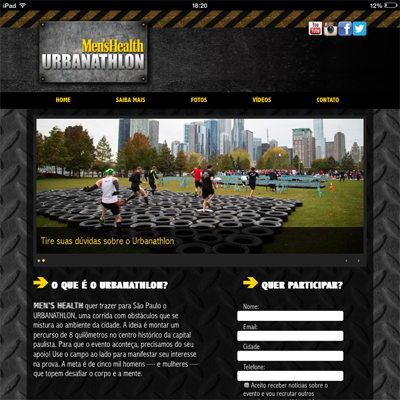 iPad 18:20 12%
Men'sHealth
URBANATHLON
You Tube
HOME SAIBA MAIS FOTOS VÍDEOS CONTATO
Tire suas dúvidas sobre o Urbanathlon
O QUE É O URBANATHLON?
MEN'S HEALTH quer trazer para São Paulo o
URBANATHLON, uma corrida com obstáculos que se
mistura ao ambiente da cidade. A ideia é montar um
percurso de 8 quilômetros no centro histórico da capital
paulista. Para que o evento aconteça, precisamos do seu
apoio! Use o campo ao lado para manifestar seu interesse
na prova. A meta é de cinco mil homens — e mulheres —
que topem desafiar o corpo e a mente.
QUER PARTICIPAR?
Nome:
Email:
Cidade
Telefone:
Aceito receber notícias sobre o
evento e vou recrutar outros